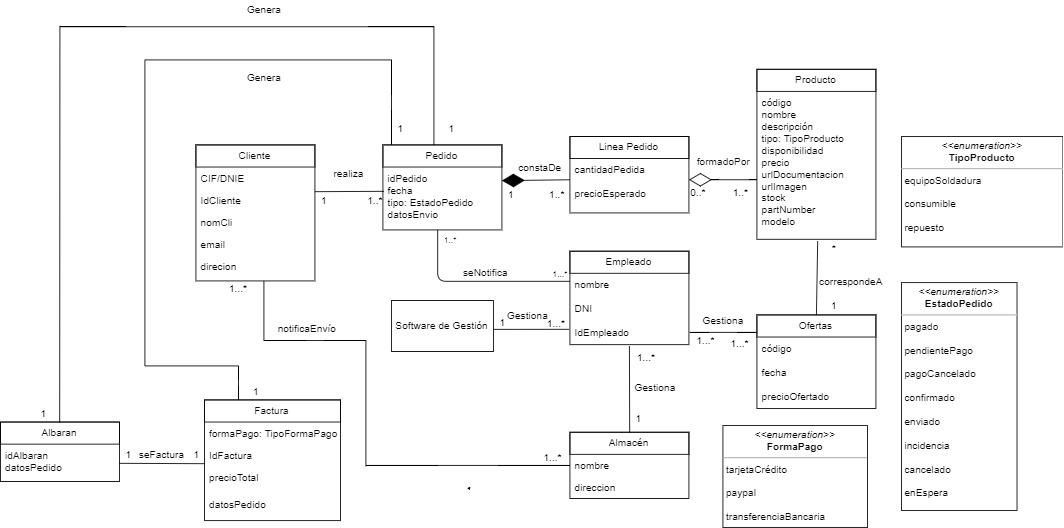 Genera
Genera
1
1
Cliente
CIF/DNIE
IdCliente
nomCli
email
direcion
realiza
1
1..*
Pedido
idPedido
fecha
tipo: EstadoPedido
datosEnvio
constaDe
1
1..*
Linea Pedido
cantidadPedida
precioEsperado
formadoPor
0..*
1..*
Producto
código
nombre
descripción
tipo: TipoProducto
disponibilidad
precio
urlDocumentacion
urlImagen
stock
partNumber
modelo
<<enumeration>>
TipoProducto
equipoSoldadura
consumible
repuesto
1..*
seNotifica
1...*
Empleado
nombre
DNI
IdEmpleado
*
correspondeA
1
1...*
notificaEnvío
Software de Gestión
1
Gestiona
1...*
Gestiona
1...*
1...*
Ofertas
código
fecha
precioOfertado
<<enumeration>>
EstadoPedido
pagado
pendientePago
pagoCancelado
confirmado
enviado
incidencia
cancelado
enEspera
1...*
Gestiona
1
1
1
Albaran
idAlbaran
datosPedido
1
seFactura
1
Factura
formaPago: TipoFormaPago
IdFactura
precioTotal
datosPedido
1...*
Almacén
nombre
direccion
<<enumeration>>
FormaPago
tarjetaCrédito
paypal
transferenciaBancaria